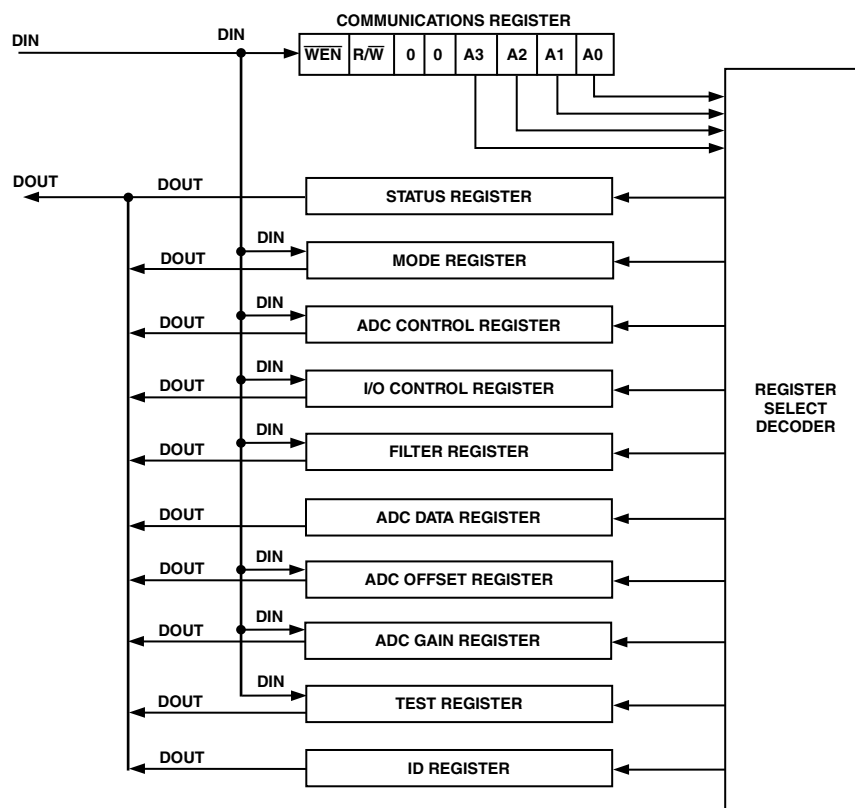 COMMUNICATIONS REGISTER
DIN DIN
WEN R/W 0 0 A3 A2 A1 A0
DOUT DOUT STATUS REGISTER
DIN
DOUT MODE REGISTER
DIN
DOUT ADC CONTROL REGISTER
DIN
DOUT I/O CONTROL REGISTER
REGISTER
SELECT
DECODER
DIN
DOUT FILTER REGISTER
DOUT ADC DATA REGISTER
DIN
DOUT ADC OFFSET REGISTER
DIN
DOUT ADC GAIN REGISTER
DIN
DOUT TEST REGISTER
DOUT ID REGISTER